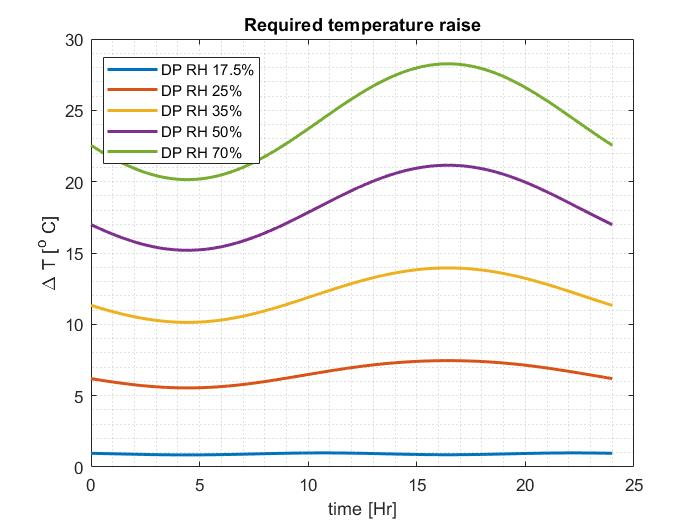 Required temperature raise
30
25
20
15
10
5
0
Δ T [o C]
DP RH 17.5%
DP RH 25%
DP RH 35%
DP RH 50%
DP RH 70%
0 5 10 15 20 25
time [Hr]